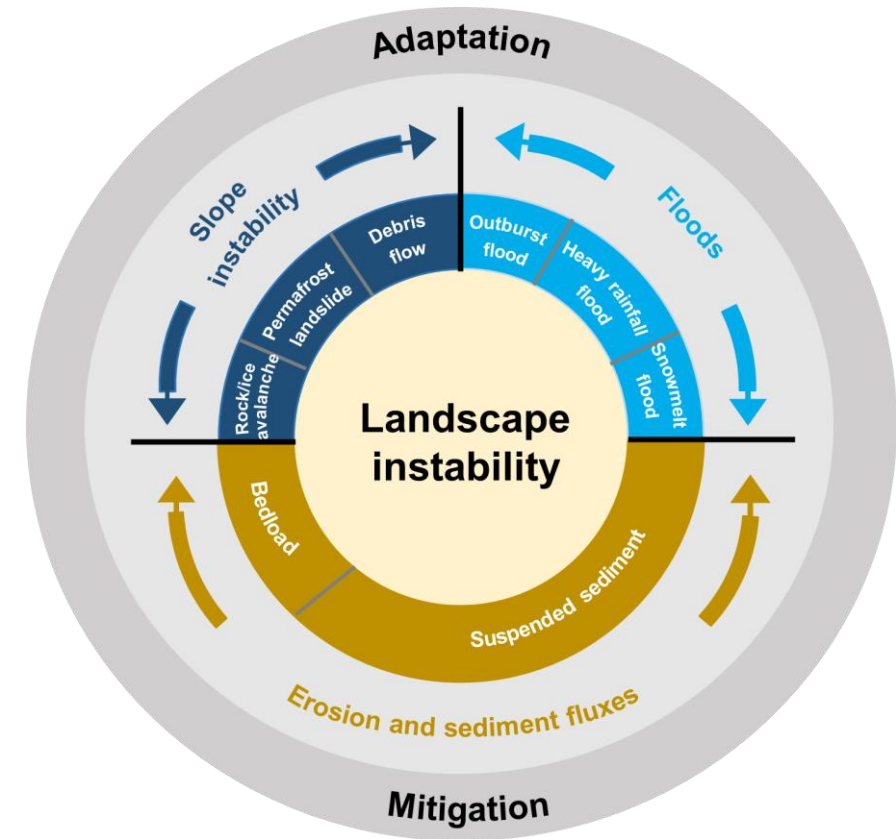 Adaptation
Slope
instability
Floods
Debris
flow
Outburst
flood
Permafrost
landslide
Heavy rainfall
flood
Rock/ice
avalanche
Snowmelt
flood
Landscape
instability
Bedload
Suspended sediment
Erosion and sediment fluxes
Mitigation